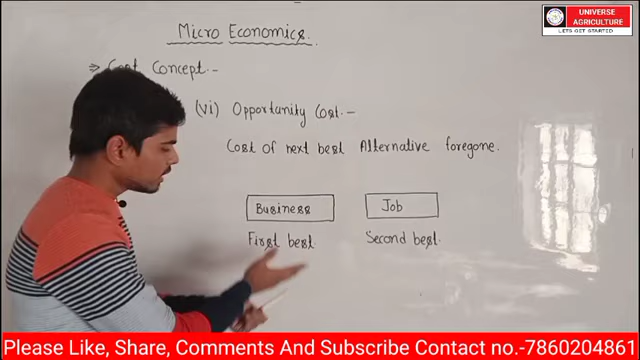 Micro Economics.
UNIVERSE
AGRICULTURE
LETS GET STARTED
⇒ Cost Concept :-
(vi) Opportunity Cost :-
Cost of next best Alternative foregone.
Business
Job
First best.
Second best.
Please Like, Share, Comments And Subscribe Contact no.-7860204861